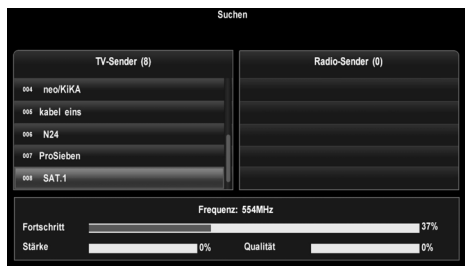 Suchen
TV-Sender (8)
Radio-Sender (0)
004 neo/KiKA
005 kabel eins
006 N24
007 ProSieben
008 SAT.1
Frequenz: 554MHz
Fortschritt 37%
Stärke 0% Qualität 0%